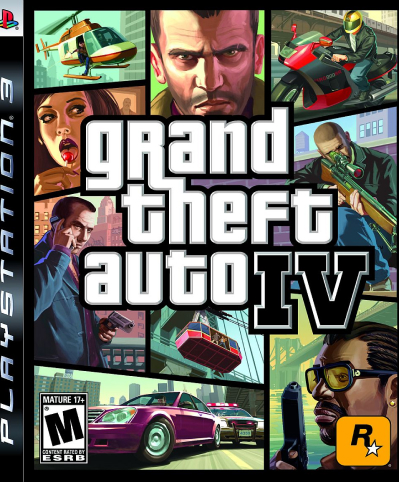 PLAYSTATION 3
grand
theft
auto IV
MATURE 17+
M
CONTENT RATED BY
ESRB
R